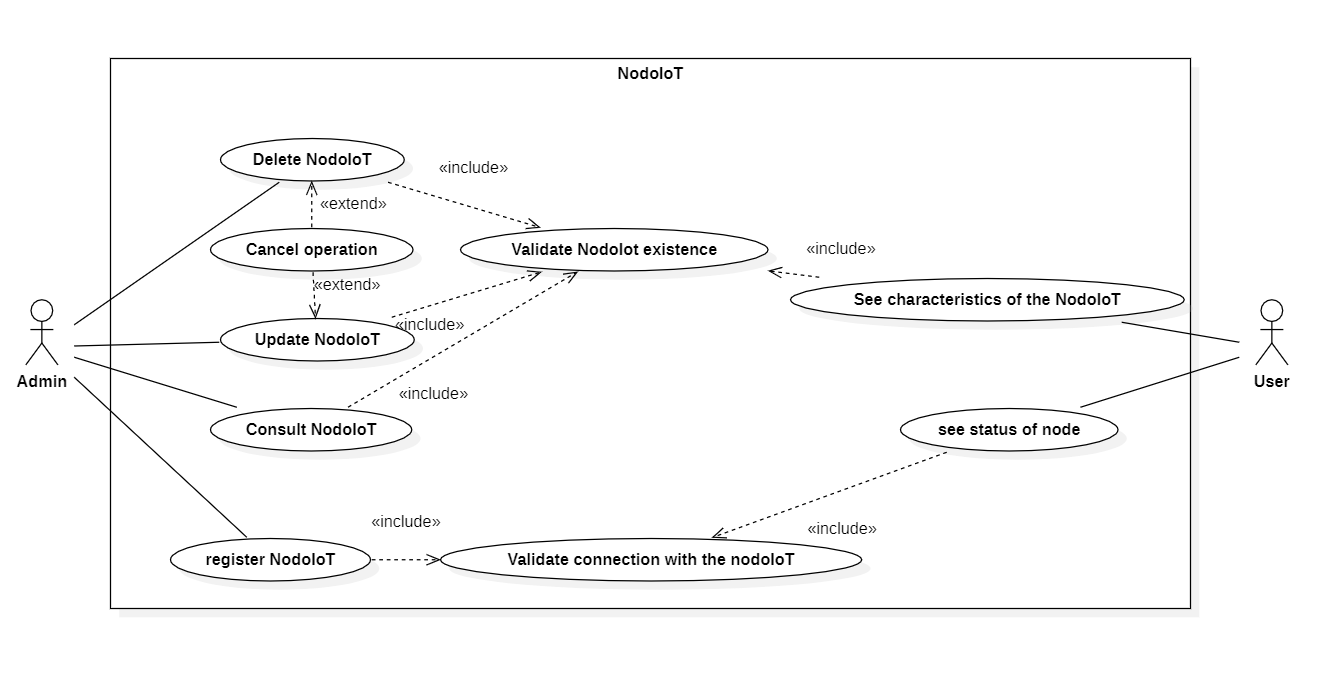 NodoIoT
Delete NodoIoT
«include»
«extend»
Cancel operation
Validate NodoIot existence
«include»
«extend»
See characteristics of the NodoIoT
«include»
Update NodoIoT
Admin
User
«include»
Consult NodoIoT
see status of node
«include»
«include»
register NodoIoT
Validate connection with the nodoIoT